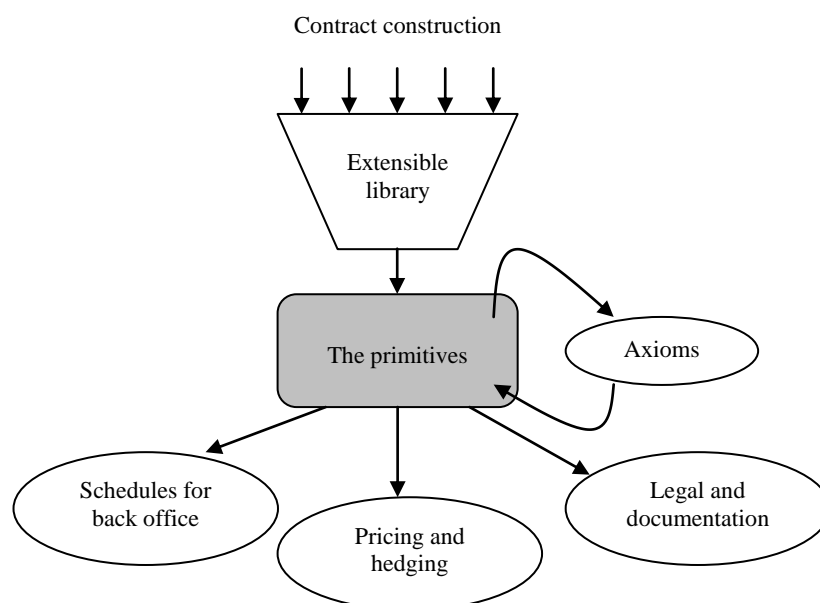 Contract construction
Extensible
library
The primitives
Axioms
Schedules for
back office
Legal and
documentation
Pricing and
hedging